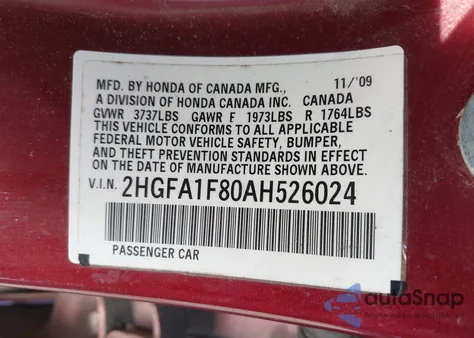 MFD. BY HONDA OF CANADA MFG., 11/'09
A DIVISION OF HONDA CANADA INC. CANADA
GVWR 3737LBS GAWR F 1973LBS R 1764LBS
THIS VEHICLE CONFORMS TO ALL APPLICABLE
FEDERAL MOTOR VEHICLE SAFETY, BUMPER,
AND THEFT PREVENTION STANDARDS IN EFFECT
ON THE DATE OF MANUFACTURE SHOWN ABOVE.
V.I.N. 2HGFA1F80AH526024
PASSENGER CAR
autoSnap